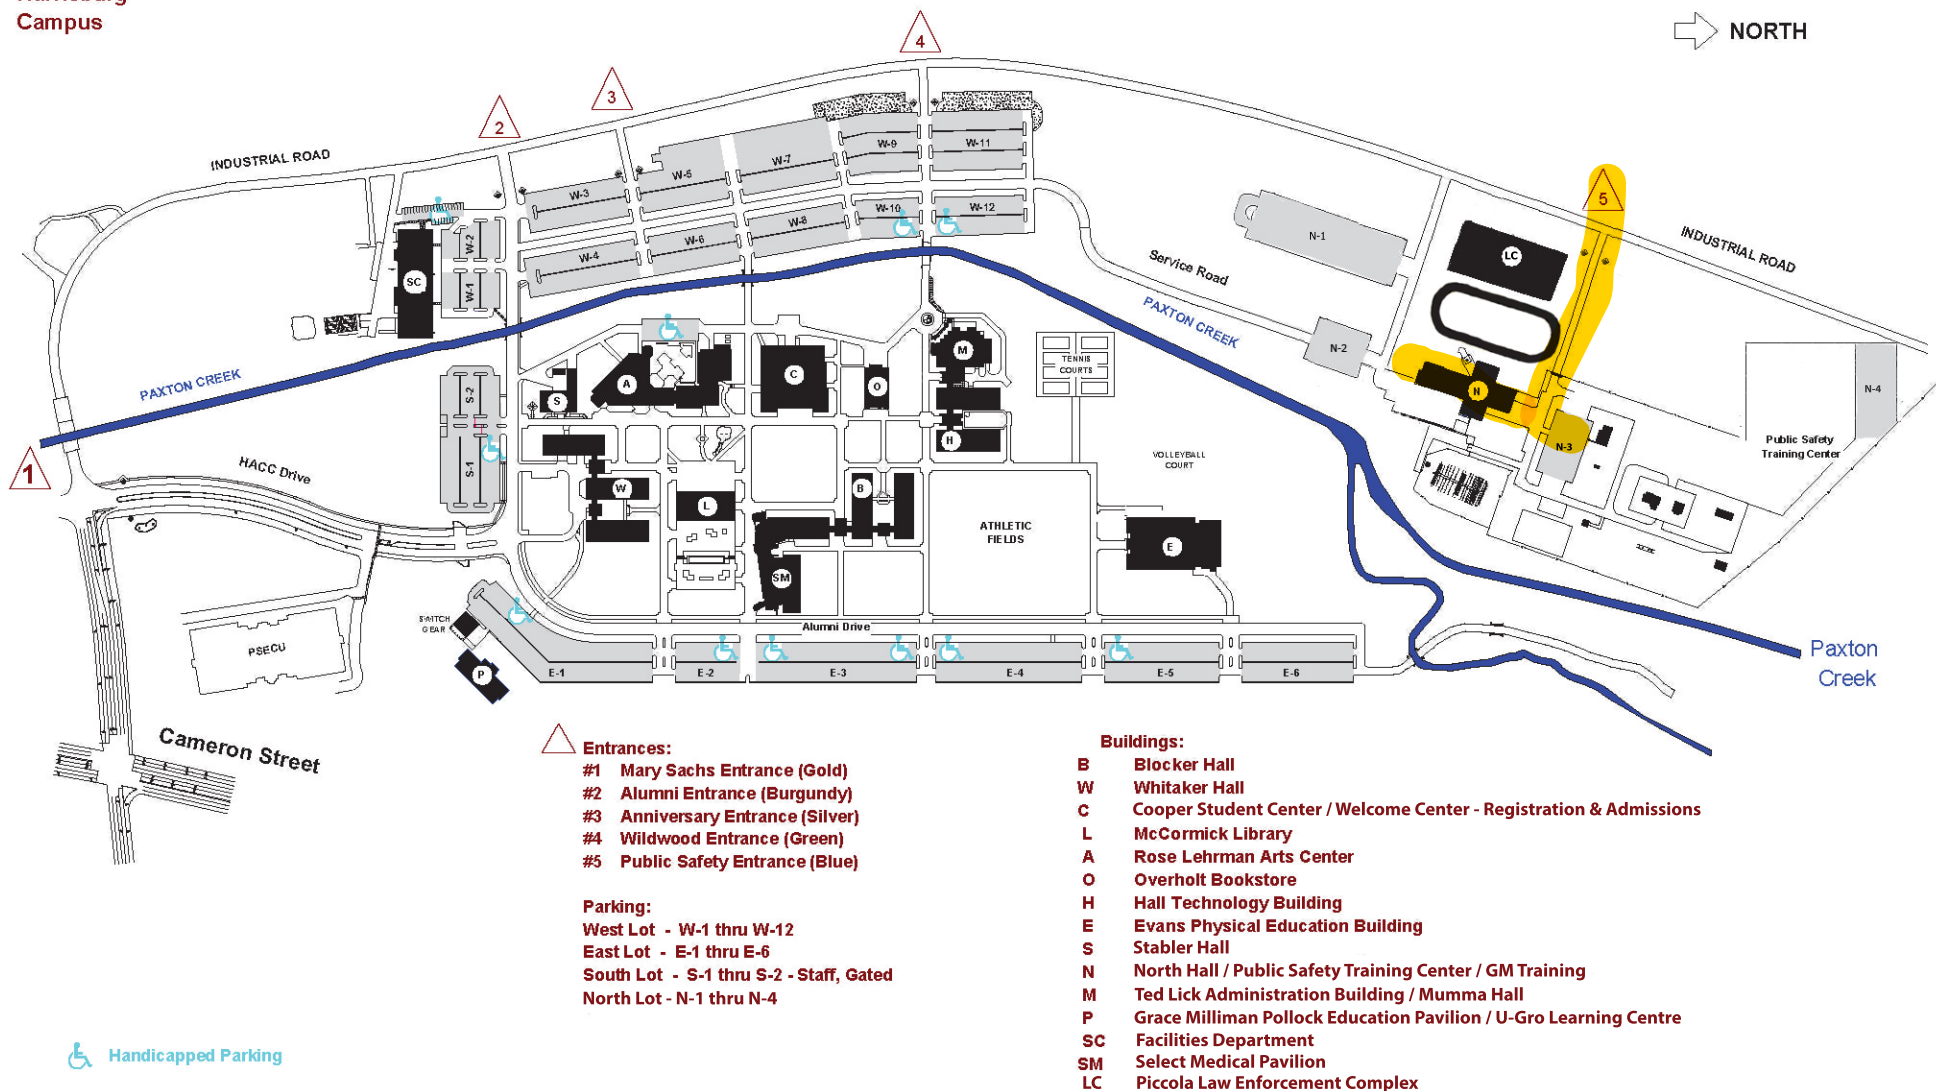 Campus
NORTH
4
3
2
5
INDUSTRIAL ROAD
INDUSTRIAL ROAD
W-3
W-5
W-7
W-9
W-11
W-4
W-6
W-8
W-10
W-12
W-2
W-1
SC
N-1
LC
Service Road
PAXTON CREEK
N-2
N
N-3
N-4
Public Safety
Training Center
PAXTON CREEK
1
HACC Drive
S-2
S-1
S
A
C
O
M
H
TENNIS
COURTS
VOLLEYBALL
COURT
W
L
B
SM
ATHLETIC
FIELDS
E
Alumni Drive
GEAR
P
PSECU
E-1
E-2
E-3
E-4
E-5
E-6
Paxton
Creek
Cameron Street
Entrances:
#1 Mary Sachs Entrance (Gold)
#2 Alumni Entrance (Burgundy)
#3 Anniversary Entrance (Silver)
#4 Wildwood Entrance (Green)
#5 Public Safety Entrance (Blue)
Parking:
West Lot - W-1 thru W-12
East Lot - E-1 thru E-6
South Lot - S-1 thru S-2 - Staff, Gated
North Lot - N-1 thru N-4
Handicapped Parking
Buildings:
B Blocker Hall
W Whitaker Hall
C Cooper Student Center / Welcome Center - Registration & Admissions
L McCormick Library
A Rose Lehrman Arts Center
O Overholt Bookstore
H Hall Technology Building
E Evans Physical Education Building
S Stabler Hall
N North Hall / Public Safety Training Center / GM Training
M Ted Lick Administration Building / Mumma Hall
P Grace Milliman Pollock Education Pavilion / U-Gro Learning Centre
SC Facilities Department
SM Select Medical Pavilion
LC Piccola Law Enforcement Complex